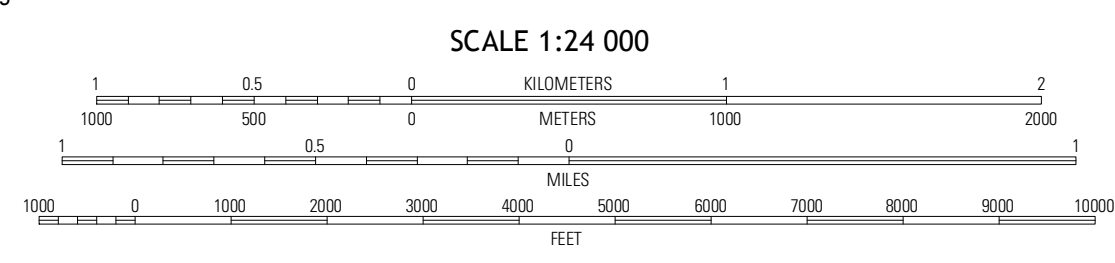 SCALE 1:24 000
1 0.5 0 KILOMETERS 1 2
1000 500 0 METERS 1000 2000
1 0.5 0 1
MILES
1000 0 1000 2000 3000 4000 5000 6000 7000 8000 9000 10000
FEET